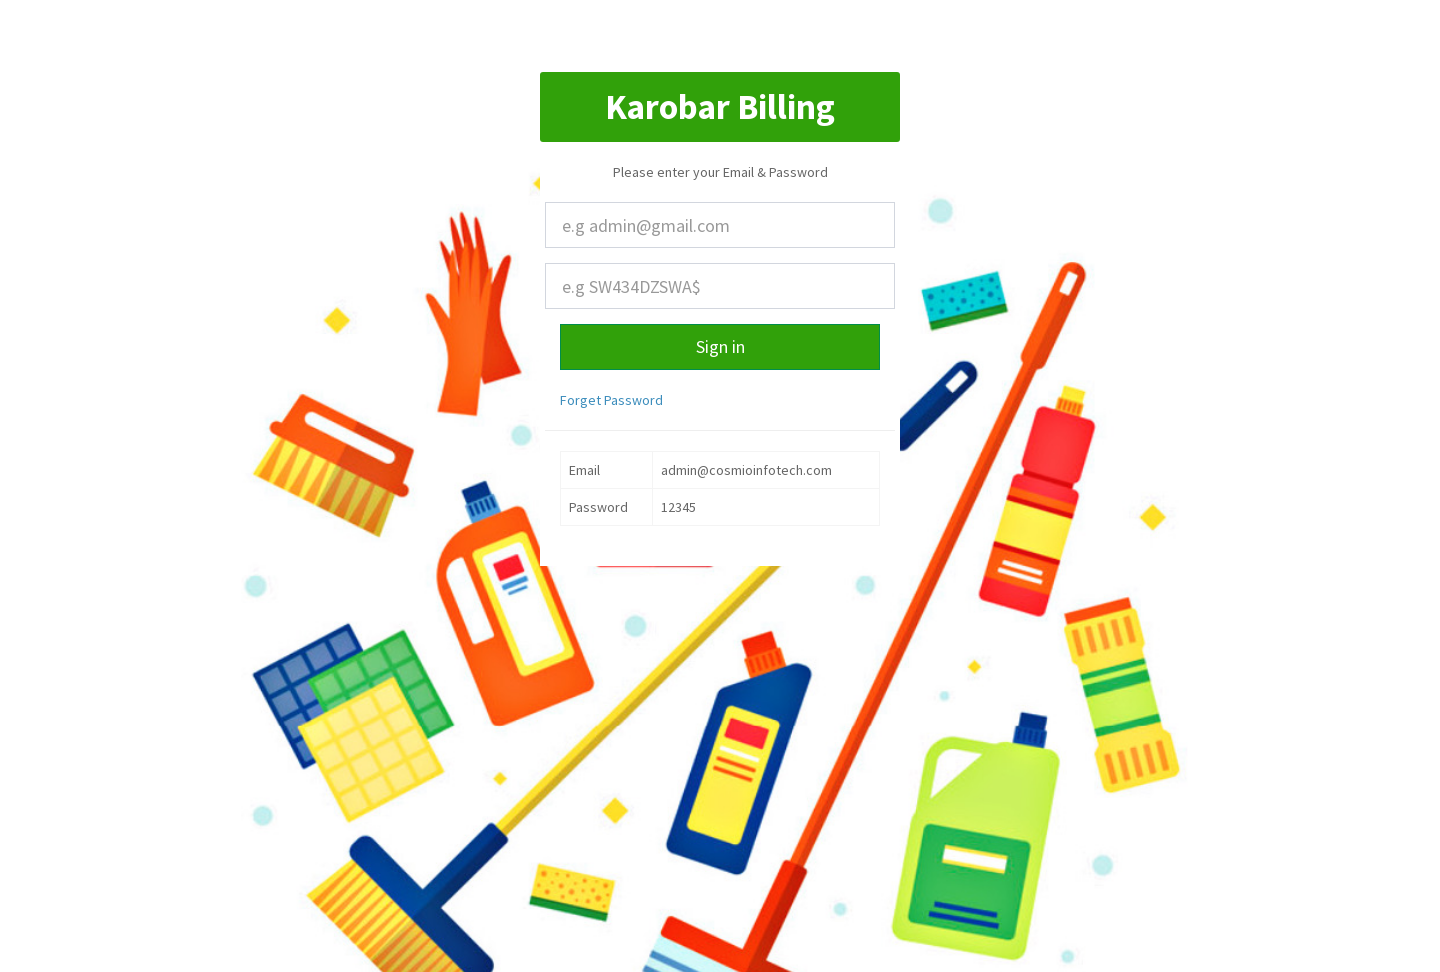 Karobar Billing
Please enter your Email & Password
e.g admin@gmail.com
e.g SW434DZSWA$
Sign in
Forget Password
Email admin@cosmioinfotech.com
Password 12345